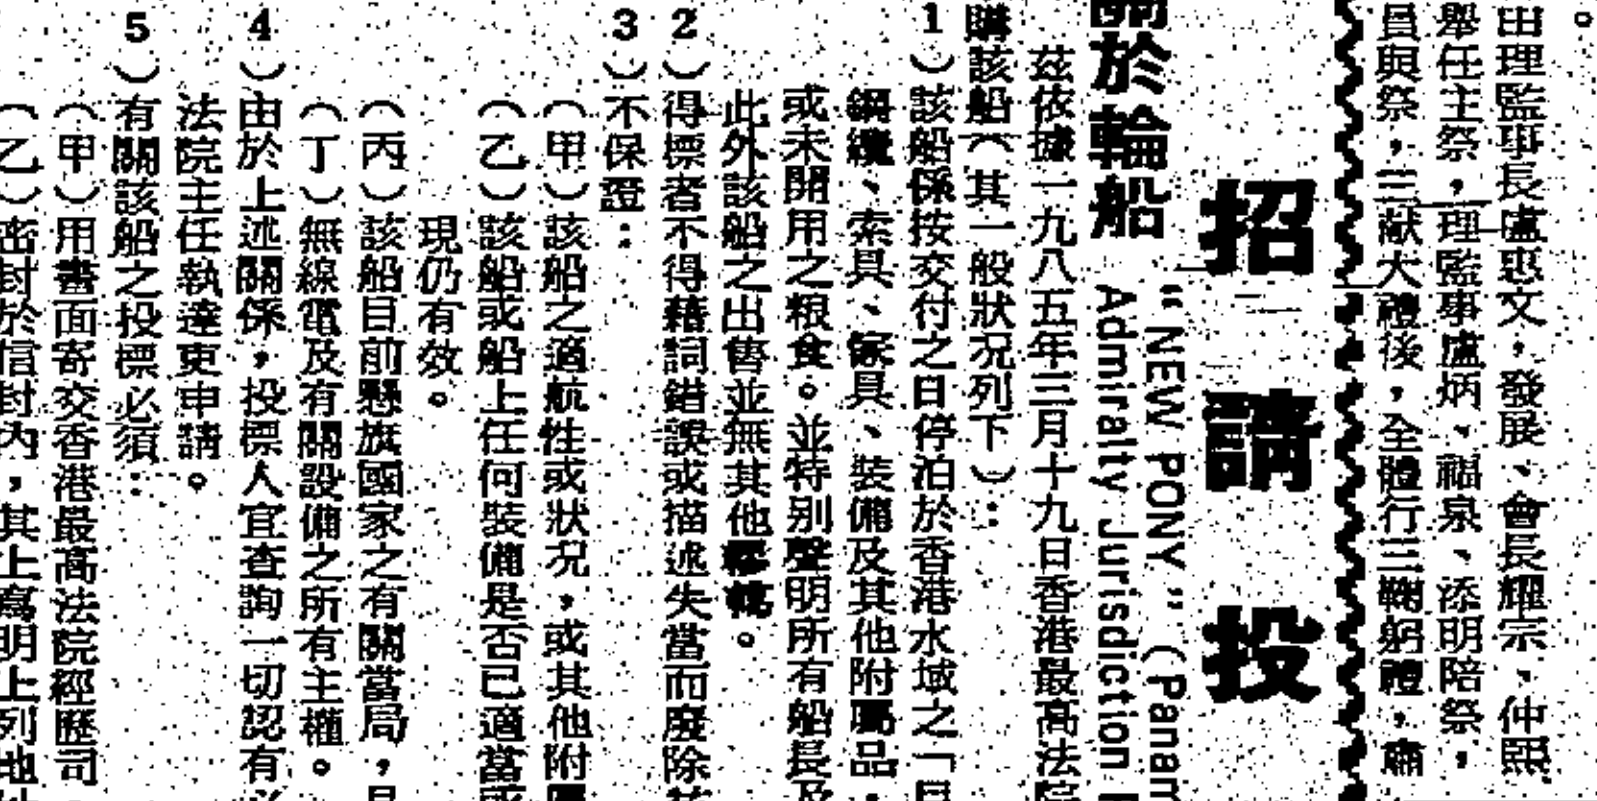 。
由理監事長盧惠文，發展、會長耀宗、仲熙
舉任主祭，理監事盧炳、福泉、添明陪祭，
員與祭，三献大禮後，全體行三鞠躬禮，
招請投
關於輪船 "NEW PONY" (Panam
Admiralty Jurisdiction
茲依據一九八五年三月十九日香港最高法院
購該船（其一般狀況列下）：
1）該船係按交付之日停泊於香港水域之「
鋼纜、索具、傢具、裝備及其他附屬品，
或未開用之粮食。並特別聲明所有船長及
此外該船之出售並無其他。
2）得標者不得藉詞錯誤或描述失當而廢除
3）不保證：
（甲）該船之適航性或狀况，或其他附屬
（乙）該船或船上任何裝備是否已適當或
現仍有效。
（丙）該船目前懸旗國家之有關當局，
（丁）無線電及有關設備之所有主權。
4）由於上述關係，投標人宜查詢一切認有必
法院主任執達吏申請。
5）有關該船之投標必須：
（甲）用書面寄交香港最高法院經歷司
（乙）密封於信封內，其上寫明上列地址